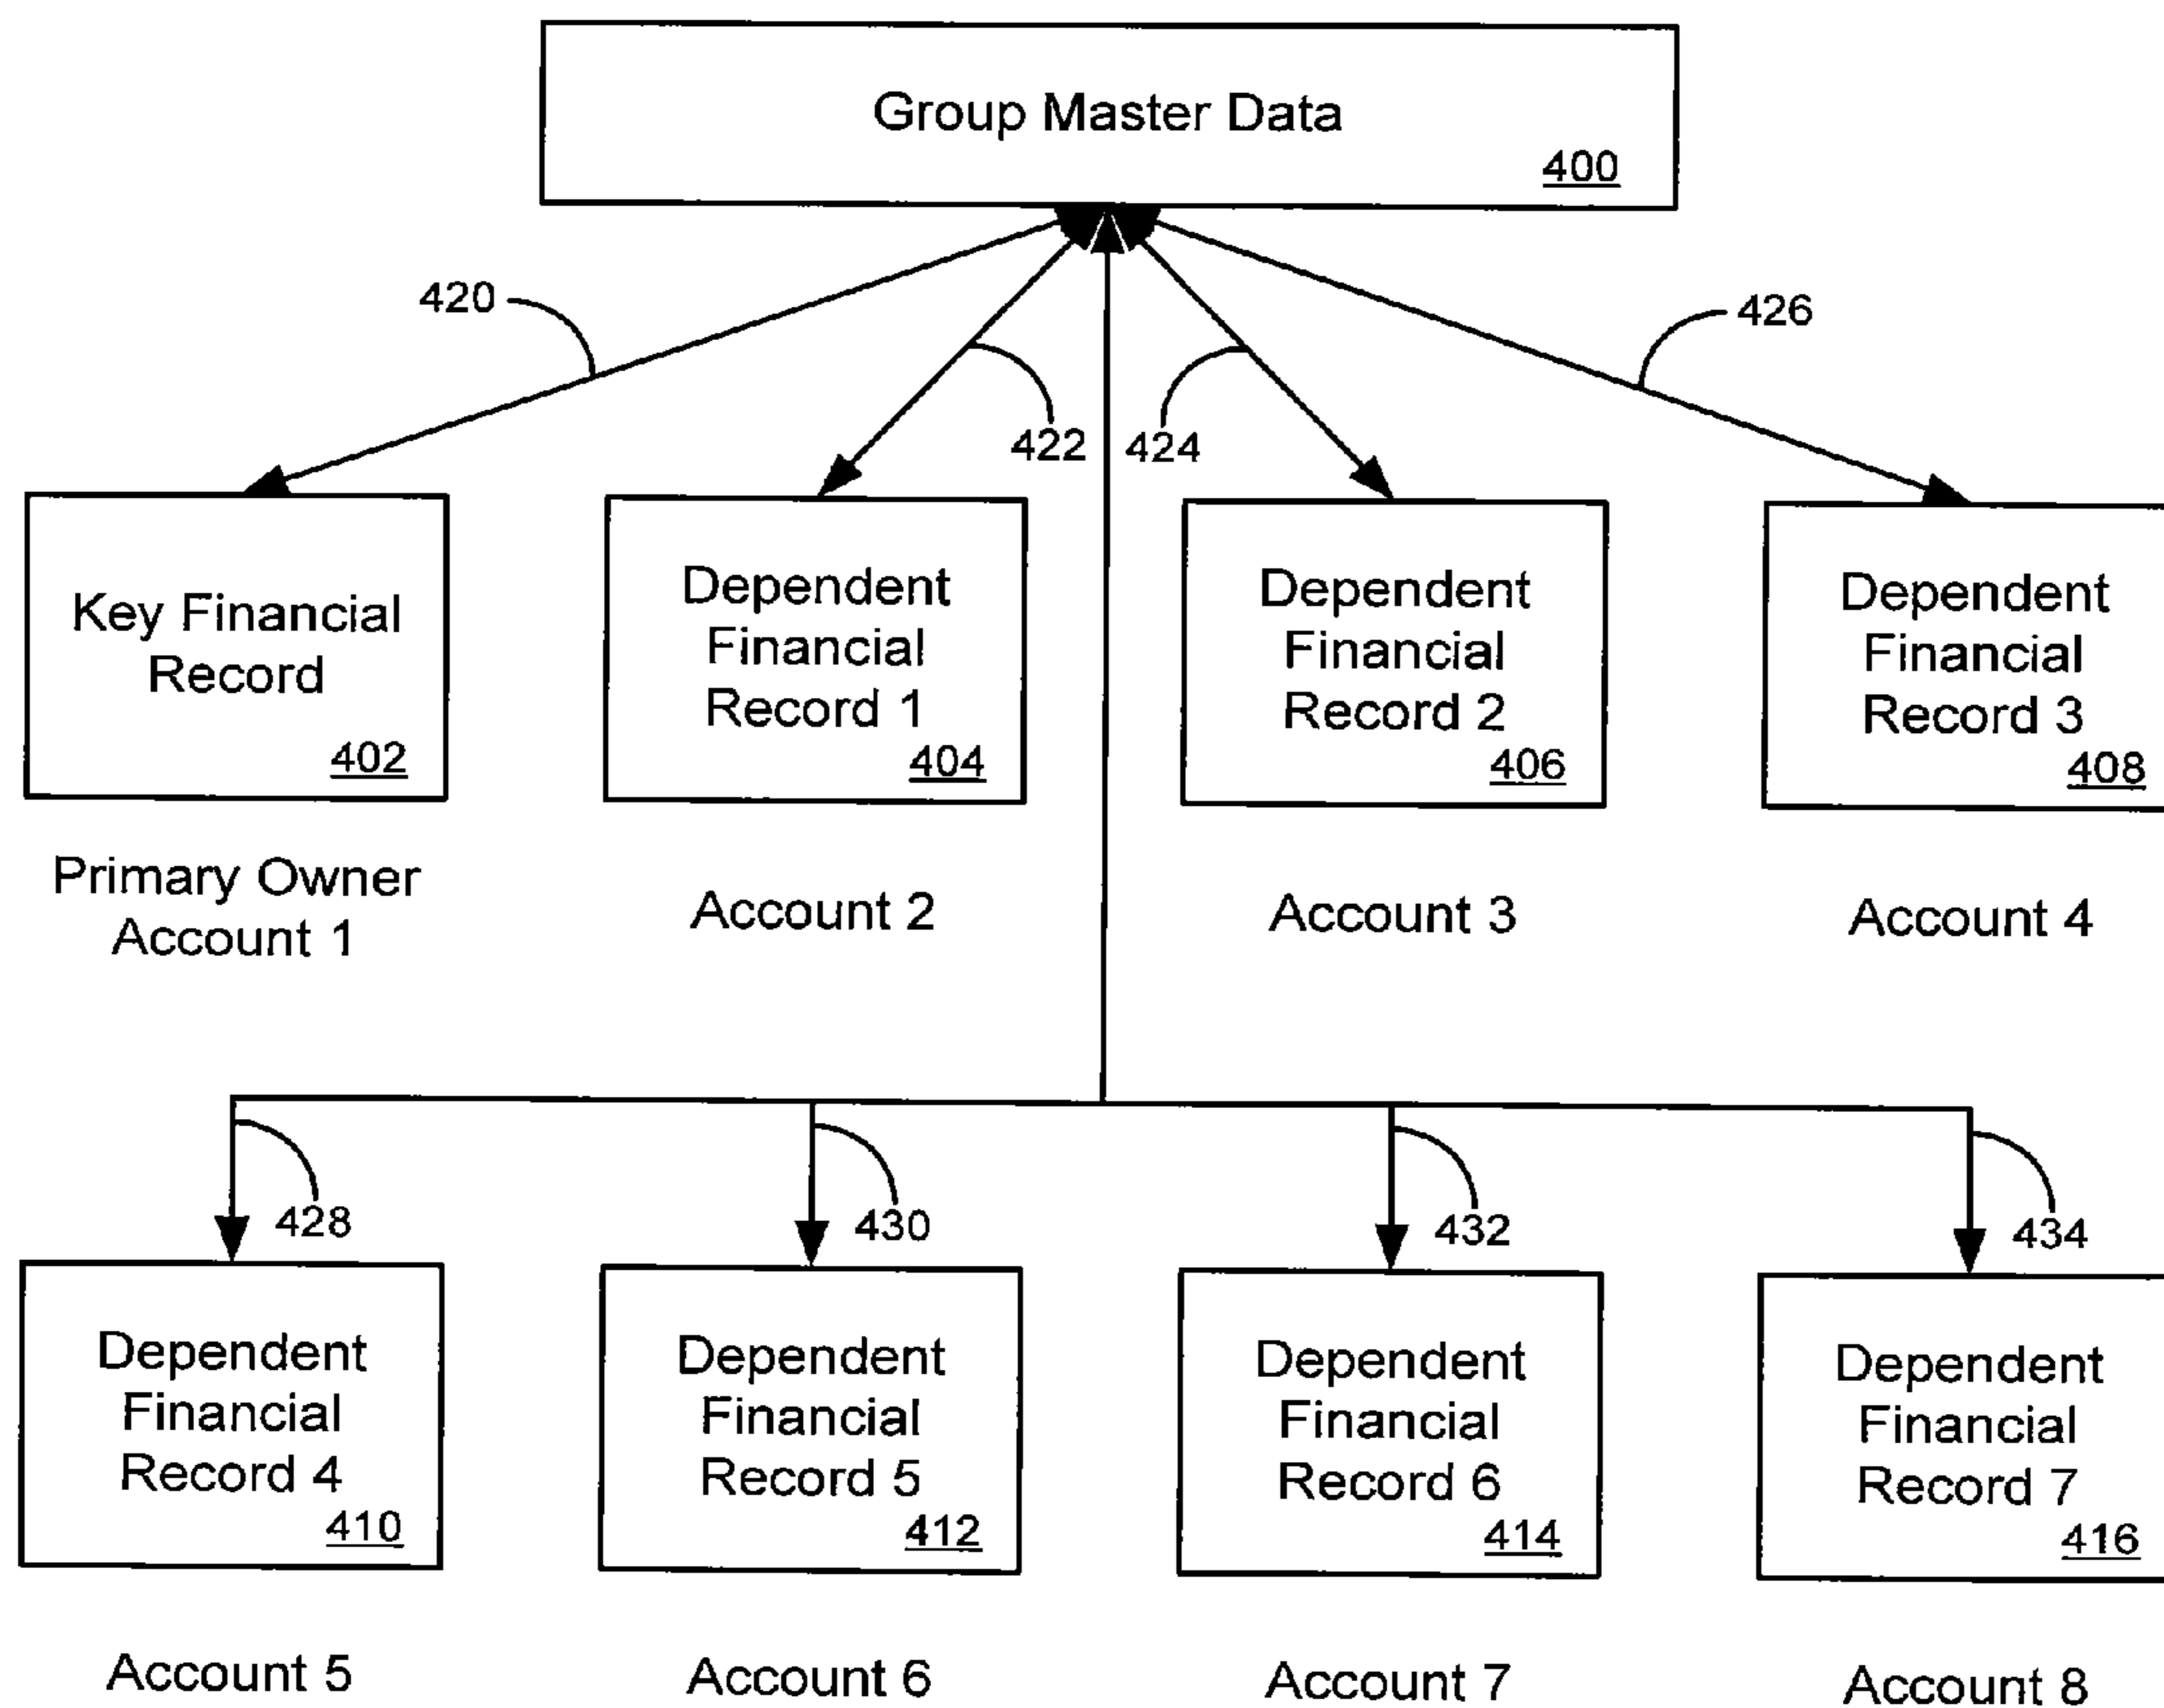 Group Master Data
400
420
426
422
424
Key Financial
Record
402
Dependent
Financial
Record 1
404
Dependent
Financial
Record 2
406
Dependent
Financial
Record 3
408
Primary Owner
Account 1
Account 2
Account 3
Account 4
428
430
432
434
Dependent
Financial
Record 4
410
Dependent
Financial
Record 5
412
Dependent
Financial
Record 6
414
Dependent
Financial
Record 7
416
Account 5
Account 6
Account 7
Account 8